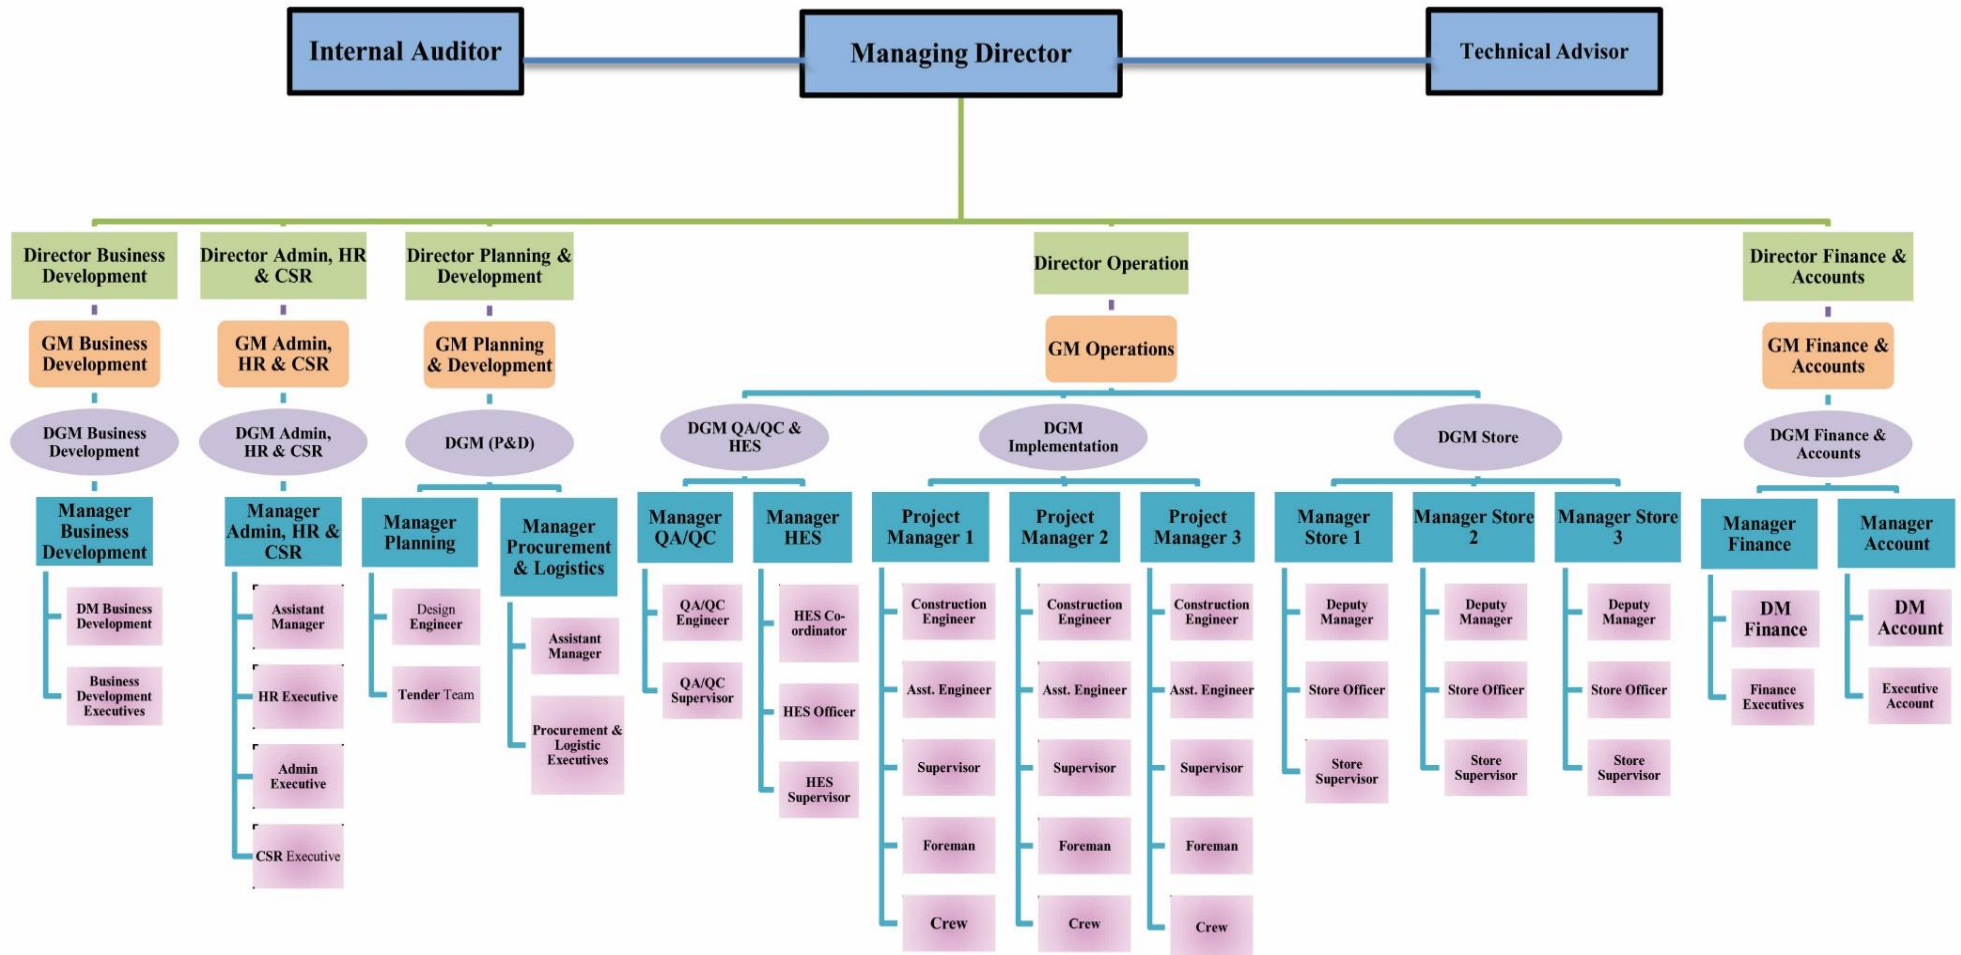 Internal Auditor
Managing Director
Technical Advisor
Director Business
Development
Director Admin, HR
& CSR
Director Planning &
Development
Director Operation
Director Finance &
Accounts
GM Business
Development
GM Admin,
HR & CSR
GM Planning
& Development
GM Operations
GM Finance &
Accounts
DGM Business
Development
DGM Admin,
HR & CSR
DGM (P&D)
DGM QA/QC &
HES
DGM
Implementation
DGM Store
DGM Finance &
Accounts
Manager
Business
Development
Manager
Admin, HR &
CSR
Manager
Planning
Manager
Procurement
& Logistics
Manager
QA/QC
Manager
HES
Project
Manager 1
Project
Manager 2
Project
Manager 3
Manager
Store 1
Manager Store
2
Manager Store
3
Manager
Finance
Manager
Account
DM Business
Development
Business
Development
Executives
Assistant
Manager
HR Executive
Admin
Executive
CSR Executive
Design
Engineer
Tender Team
Assistant
Manager
Procurement &
Logistic
Executives
QA/QC
Engineer
QA/QC
Supervisor
HES Co-
ordinator
HES Officer
HES
Supervisor
Construction
Engineer
Asst. Engineer
Supervisor
Foreman
Crew
Construction
Engineer
Asst. Engineer
Supervisor
Foreman
Crew
Construction
Engineer
Asst. Engineer
Supervisor
Foreman
Crew
Deputy
Manager
Store Officer
Store
Supervisor
Deputy
Manager
Store Officer
Store
Supervisor
Deputy
Manager
Store Officer
Store
Supervisor
DM
Finance
Finance
Executives
DM
Account
Executive
Account